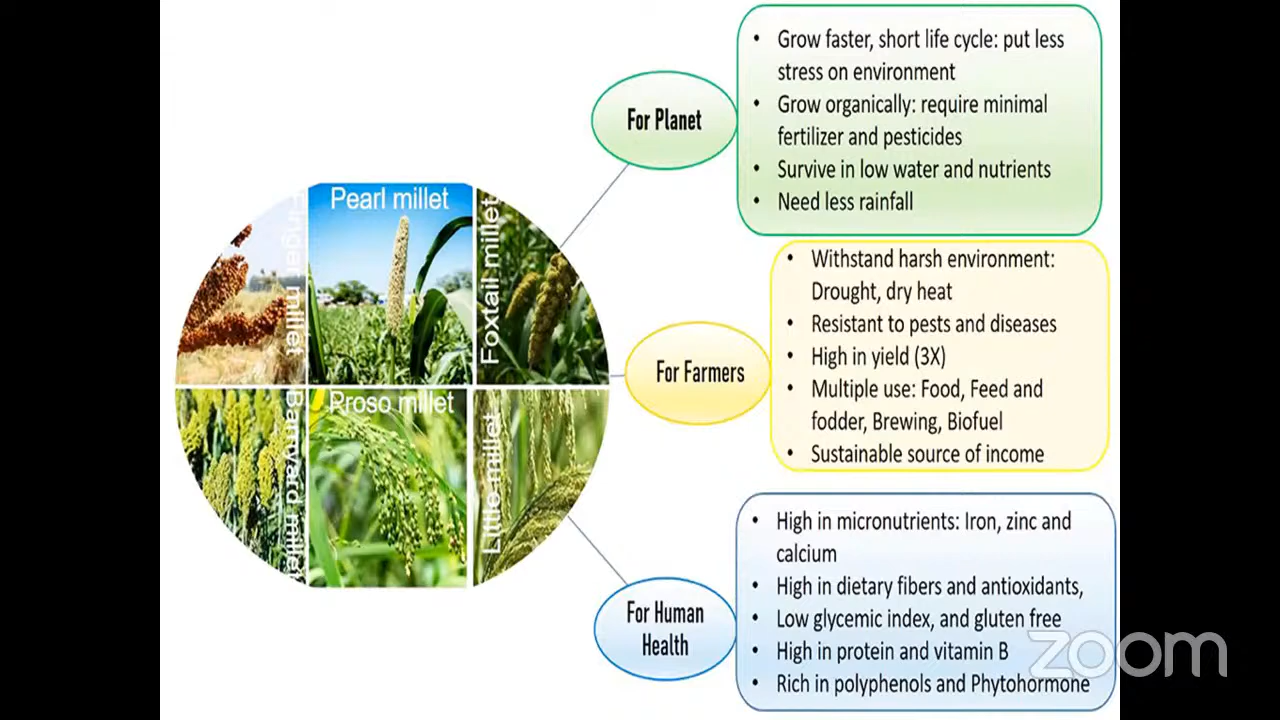 Finger millet
Pearl millet
Foxtail millet
Barnyard millet
Proso millet
Little millet
For Planet
• Grow faster, short life cycle: put less
stress on environment
• Grow organically: require minimal
fertilizer and pesticides
• Survive in low water and nutrients
• Need less rainfall
For Farmers
• Withstand harsh environment:
Drought, dry heat
• Resistant to pests and diseases
• High in yield (3X)
• Multiple use: Food, Feed and
fodder, Brewing, Biofuel
• Sustainable source of income
For Human
Health
• High in micronutrients: Iron, zinc and
calcium
• High in dietary fibers and antioxidants,
• Low glycemic index, and gluten free
• High in protein and vitamin B
• Rich in polyphenols and Phytohormone
zoom